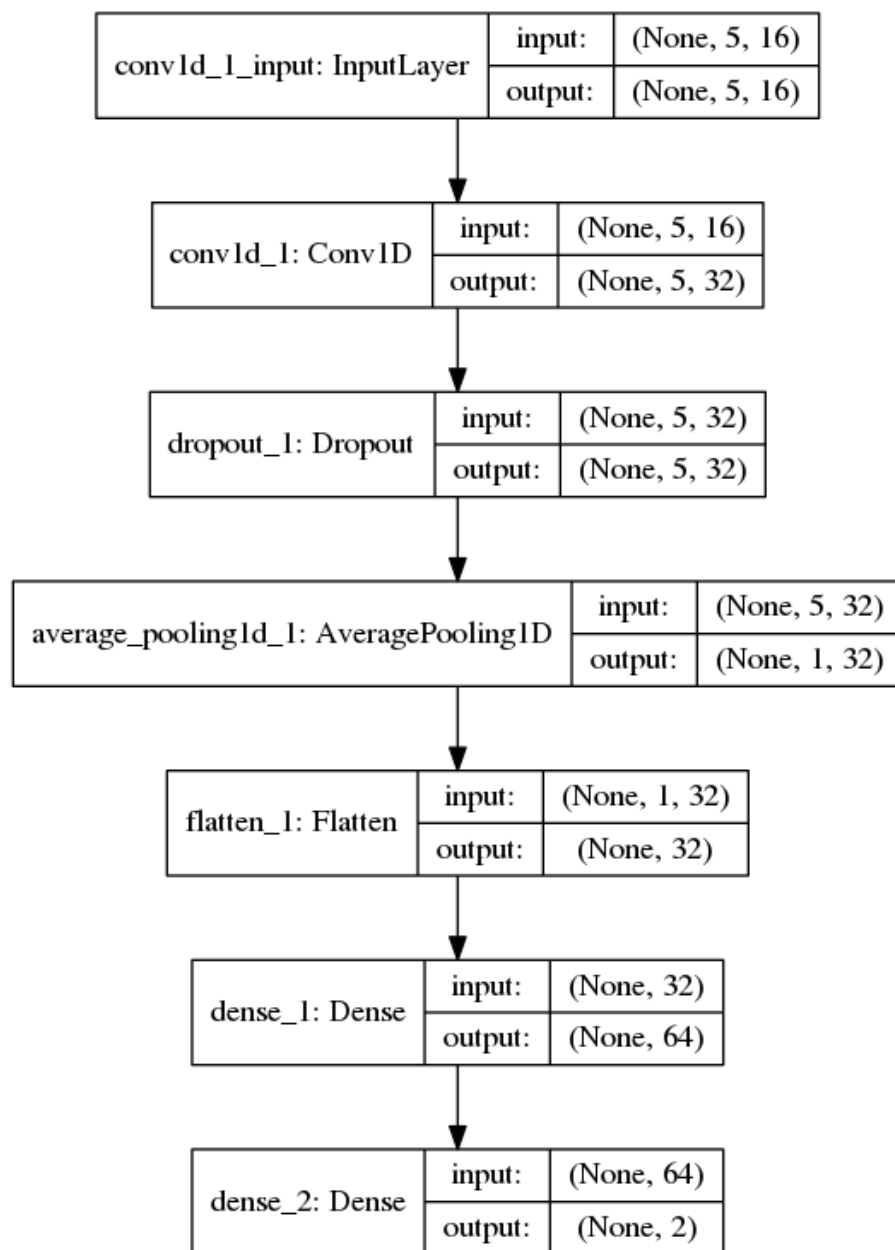 conv1d_1_input: InputLayer
input:
(None, 5, 16)
output:
(None, 5, 16)
conv1d_1: Conv1D
input:
(None, 5, 16)
output:
(None, 5, 32)
dropout_1: Dropout
input:
(None, 5, 32)
output:
(None, 5, 32)
average_pooling1d_1: AveragePooling1D
input:
(None, 5, 32)
output:
(None, 1, 32)
flatten_1: Flatten
input:
(None, 1, 32)
output:
(None, 32)
dense_1: Dense
input:
(None, 32)
output:
(None, 64)
dense_2: Dense
input:
(None, 64)
output:
(None, 2)